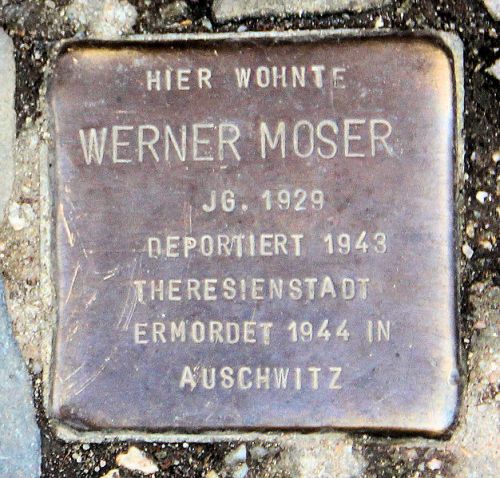 HIER WOHNTE
WERNER MOSER
JG. 1929
DEPORTIERT 1943
THERESIENSTADT
ERMORDET 1944 IN
AUSCHWITZ